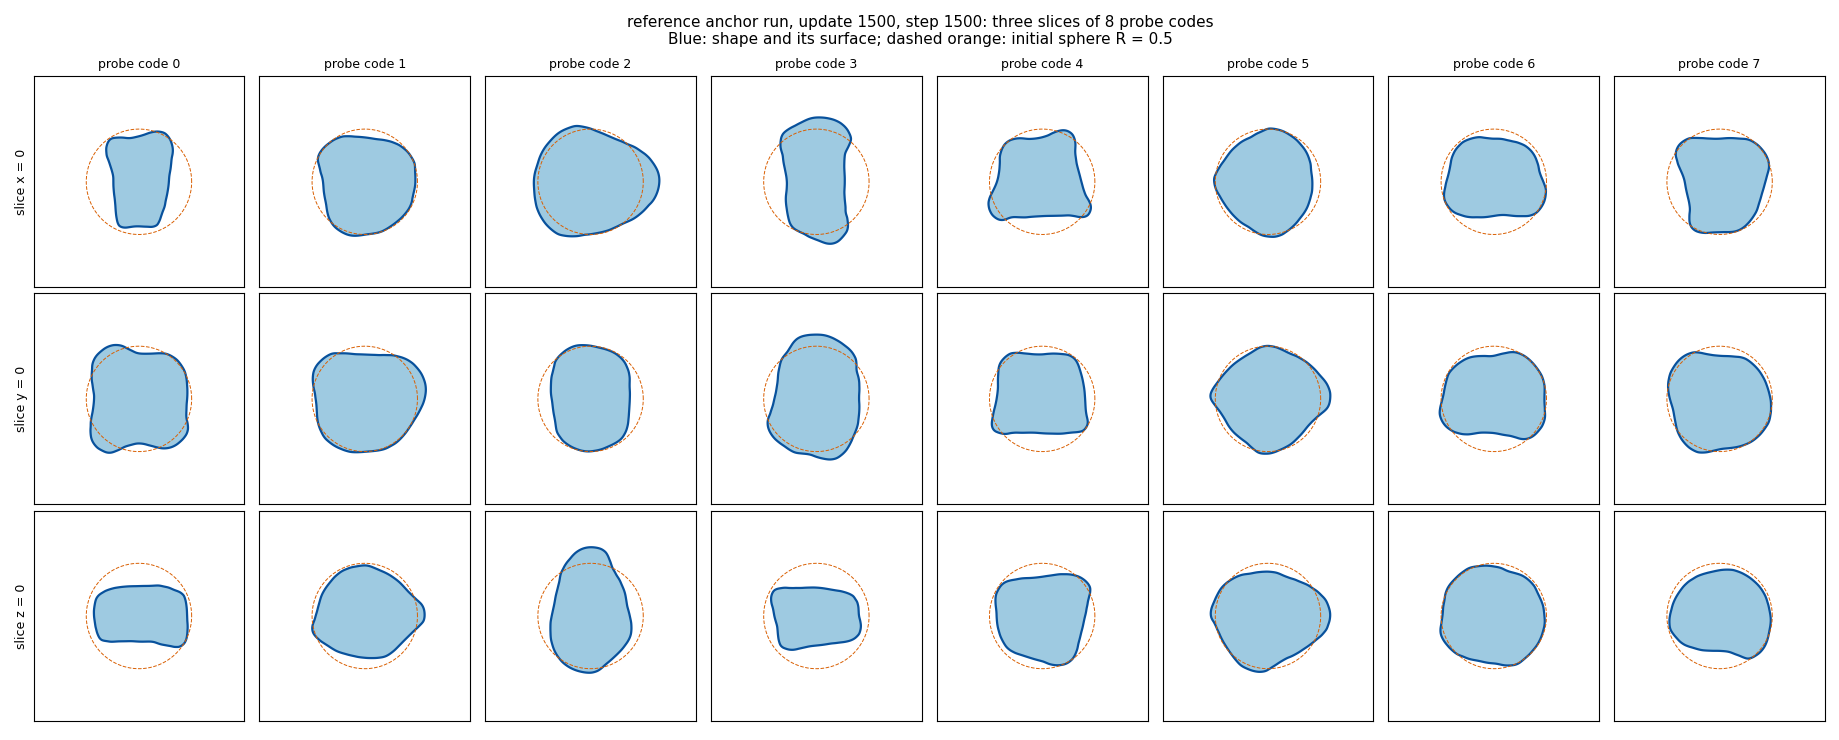 reference anchor run, update 1500, step 1500: three slices of 8 probe codes
Blue: shape and its surface; dashed orange: initial sphere R = 0.5
probe code 0
probe code 1
probe code 2
probe code 3
probe code 4
probe code 5
probe code 6
probe code 7
slice x = 0
slice y = 0
slice z = 0